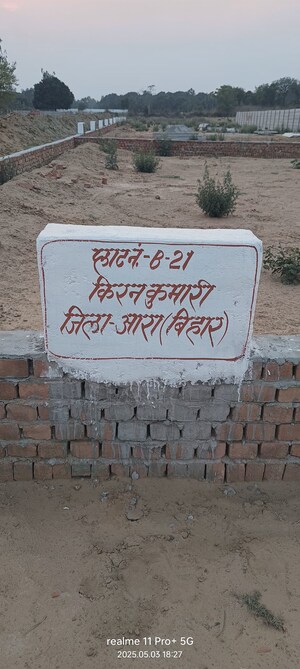 प्लाट नं.-B-21
किरन कुमारी
जिला-आरा (बिहार)
realme 11 Pro+ 5G
2025.05.03 18:27